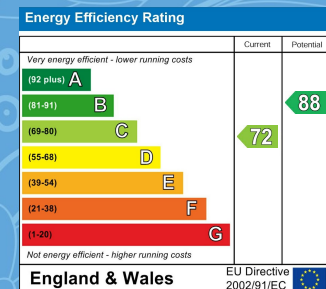 Energy Efficiency Rating
Current Potential
Very energy efficient - lower running costs
(92 plus) A
(81-91) B
88
(69-80) C
72
(55-68) D
(39-54) E
(21-38) F
(1-20) G
Not energy efficient - higher running costs
England & Wales
EU Directive
2002/91/EC